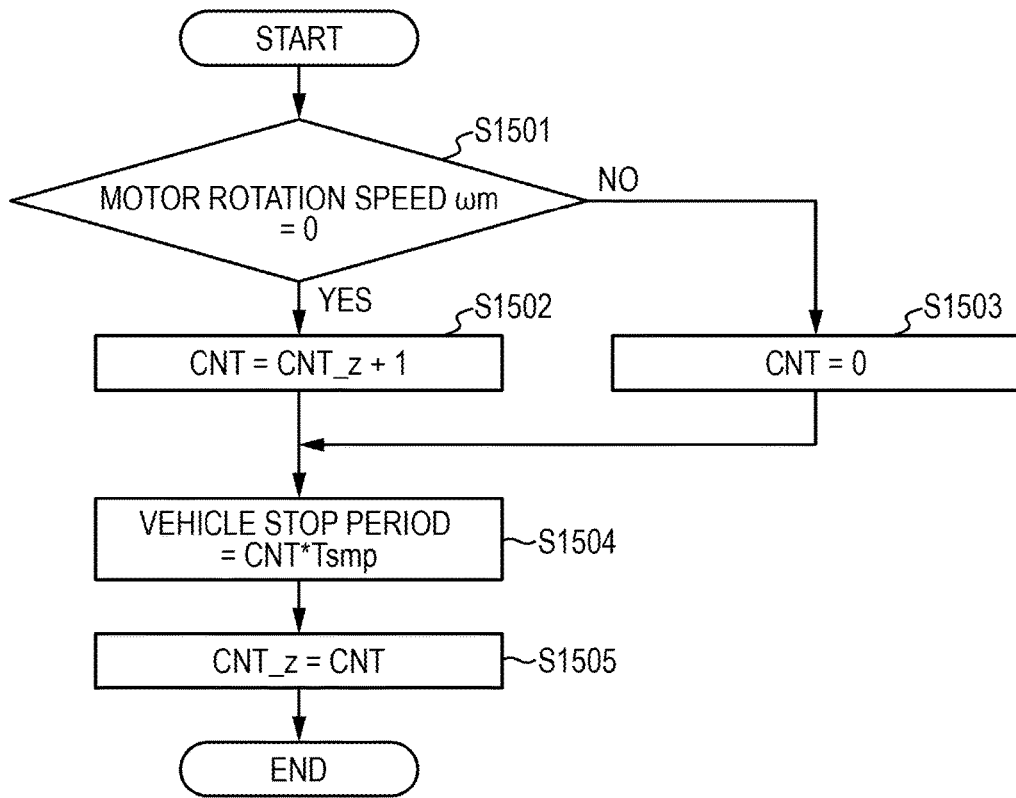 START
S1501
MOTOR ROTATION SPEED ωm
= 0
NO
YES
S1502
CNT = CNT_z + 1
S1503
CNT = 0
VEHICLE STOP PERIOD
= CNT*Tsmp
S1504
CNT_z = CNT
S1505
END